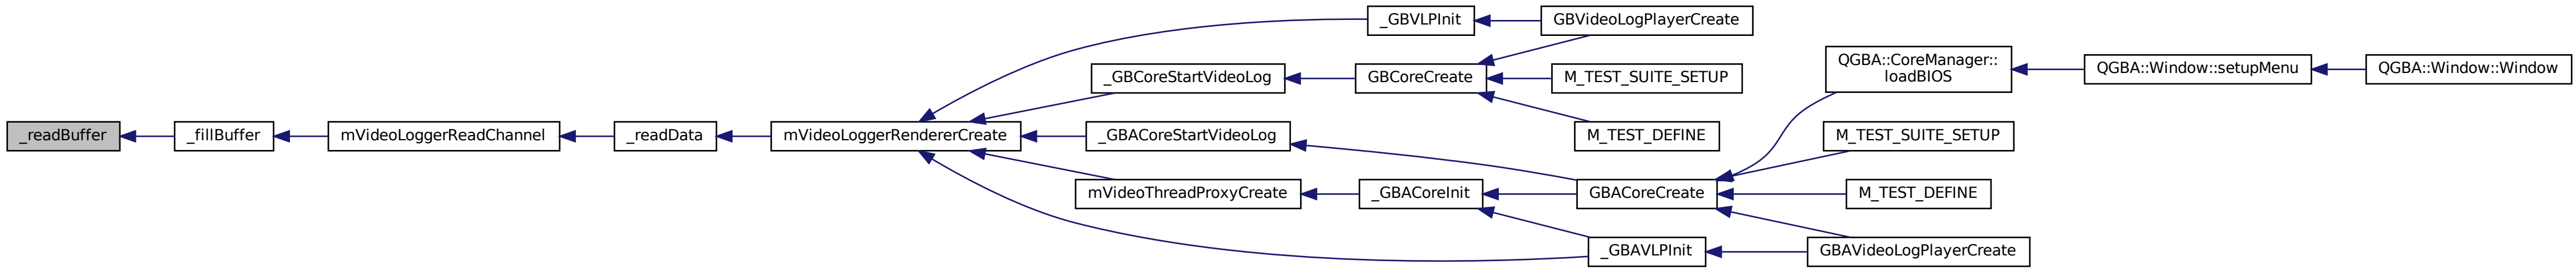 _readBuffer
_fillBuffer
mVideoLoggerReadChannel
_readData
mVideoLoggerRendererCreate
_GBVLPInit
GBVideoLogPlayerCreate
_GBCoreStartVideoLog
GBCoreCreate
M_TEST_SUITE_SETUP
M_TEST_DEFINE
_GBACoreStartVideoLog
mVideoThreadProxyCreate
_GBACoreInit
GBACoreCreate
_GBAVLPInit
QGBA::CoreManager::
loadBIOS
QGBA::Window::setupMenu
QGBA::Window::Window
M_TEST_SUITE_SETUP
M_TEST_DEFINE
GBAVideoLogPlayerCreate